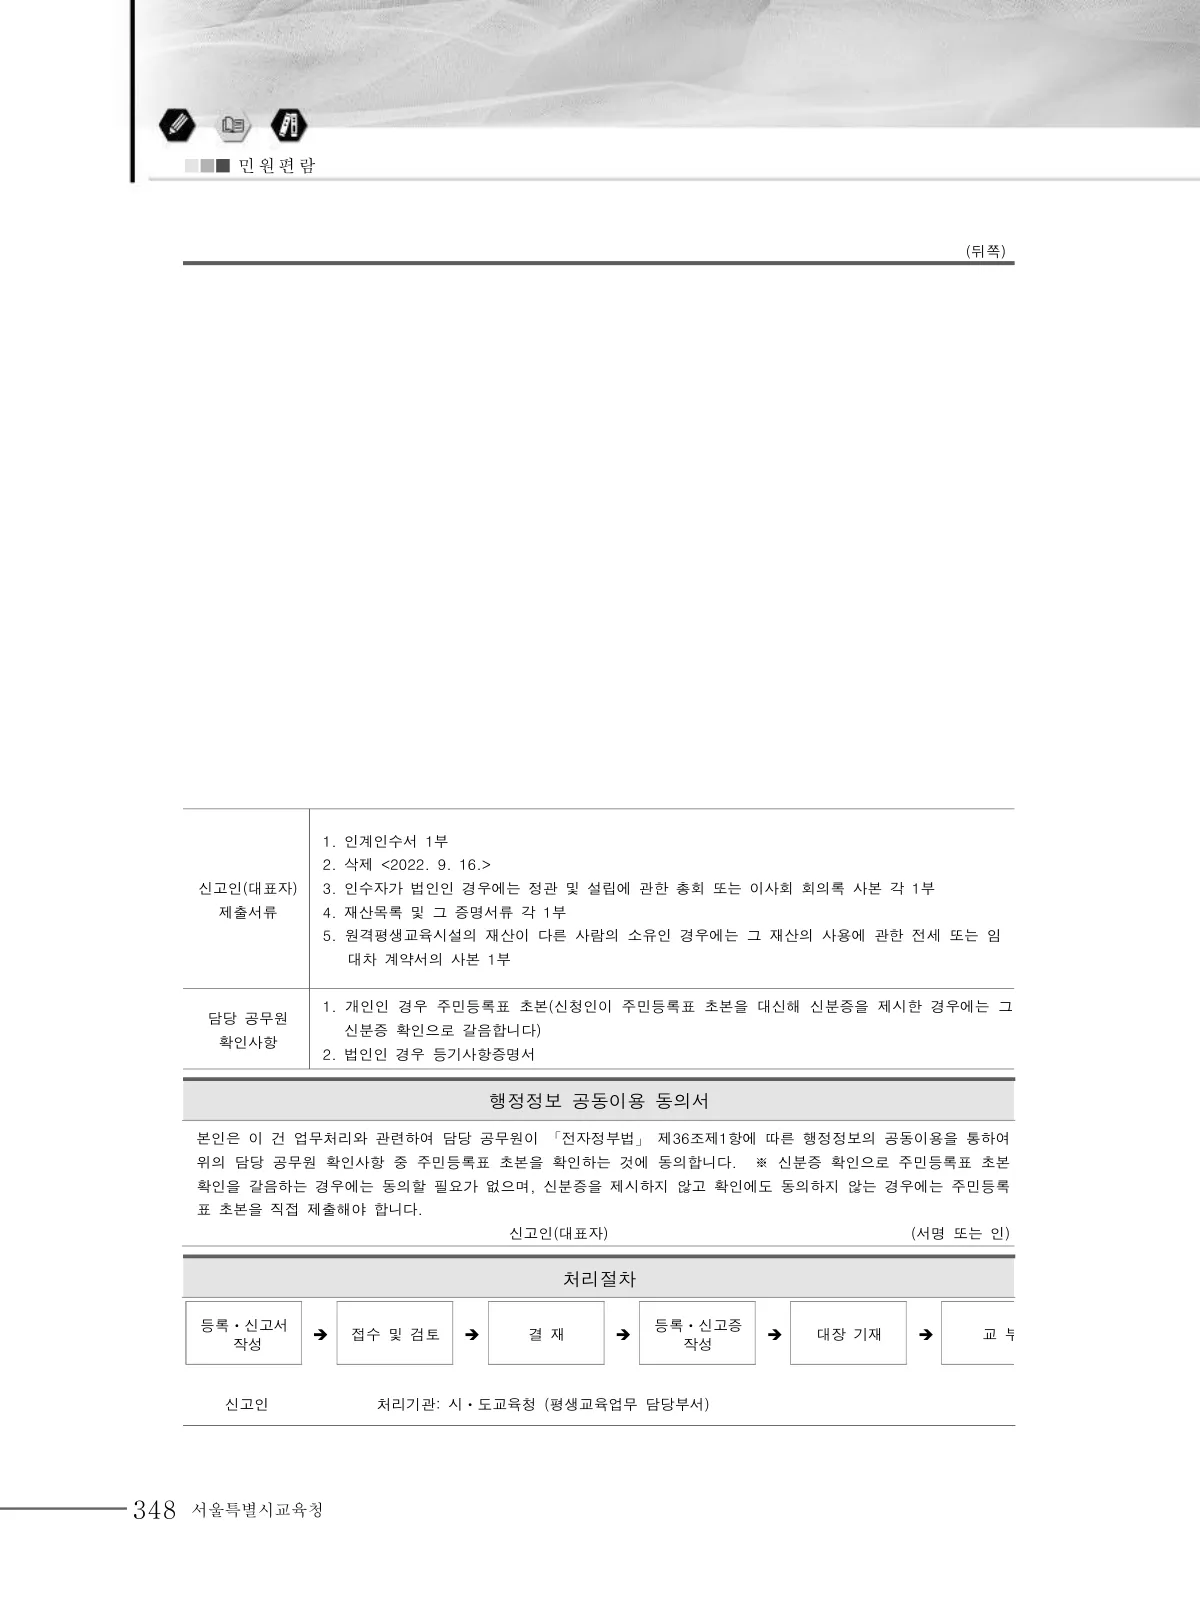 민원편람
(뒤쪽)
신고인(대표자)
제출서류
1. 인계인수서 1부
2. 삭제 <2022. 9. 16.>
3. 인수자가 법인인 경우에는 정관 및 설립에 관한 총회 또는 이사회 회의록 사본 각 1부
4. 재산목록 및 그 증명서류 각 1부
5. 원격평생교육시설의 재산이 다른 사람의 소유인 경우에는 그 재산의 사용에 관한 전세 또는 임
대차 계약서의 사본 1부
담당 공무원
확인사항
1. 개인인 경우 주민등록표 초본(신청인이 주민등록표 초본을 대신해 신분증을 제시한 경우에는 그
신분증 확인으로 갈음합니다)
2. 법인인 경우 등기사항증명서
행정정보 공동이용 동의서
본인은 이 건 업무처리와 관련하여 담당 공무원이 「전자정부법」 제36조제1항에 따른 행정정보의 공동이용을 통하여
위의 담당 공무원 확인사항 중 주민등록표 초본을 확인하는 것에 동의합니다. ※ 신분증 확인으로 주민등록표 초본
확인을 갈음하는 경우에는 동의할 필요가 없으며, 신분증을 제시하지 않고 확인에도 동의하지 않는 경우에는 주민등록
표 초본을 직접 제출해야 합니다.
신고인(대표자) (서명 또는 인)
처리절차
등록・신고서
작성
➔
접수 및 검토
➔
결 재
➔
등록・신고증
작성
➔
대장 기재
➔
교
신고인 처리기관: 시・도교육청 (평생교육업무 담당부서)
348 서울특별시교육청